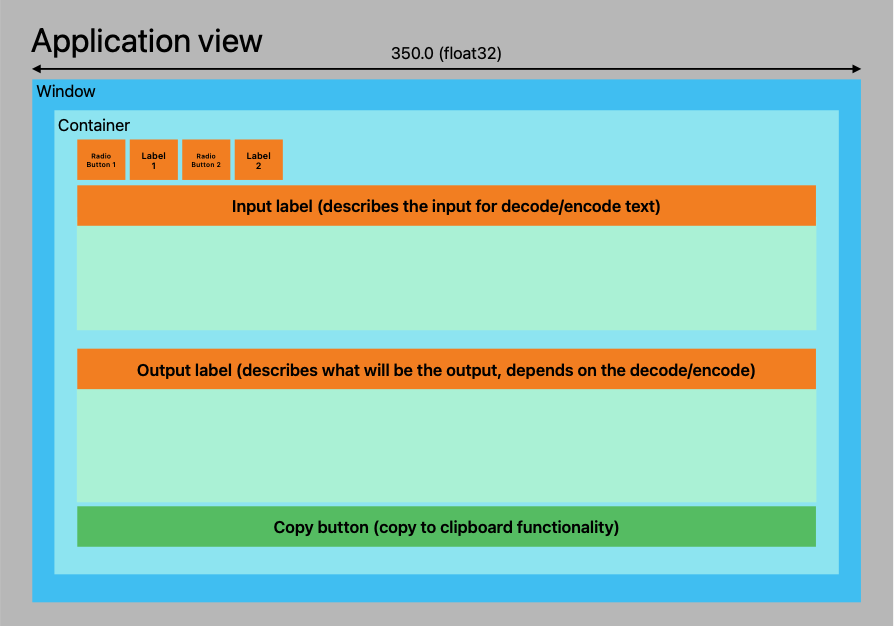 Application view
350.0 (float32)
Window
Container
Radio
Button 1
Label
1
Radio
Button 2
Label
2
Input label (describes the input for decode/encode text)
Output label (describes what will be the output, depends on the decode/encode)
Copy button (copy to clipboard functionality)